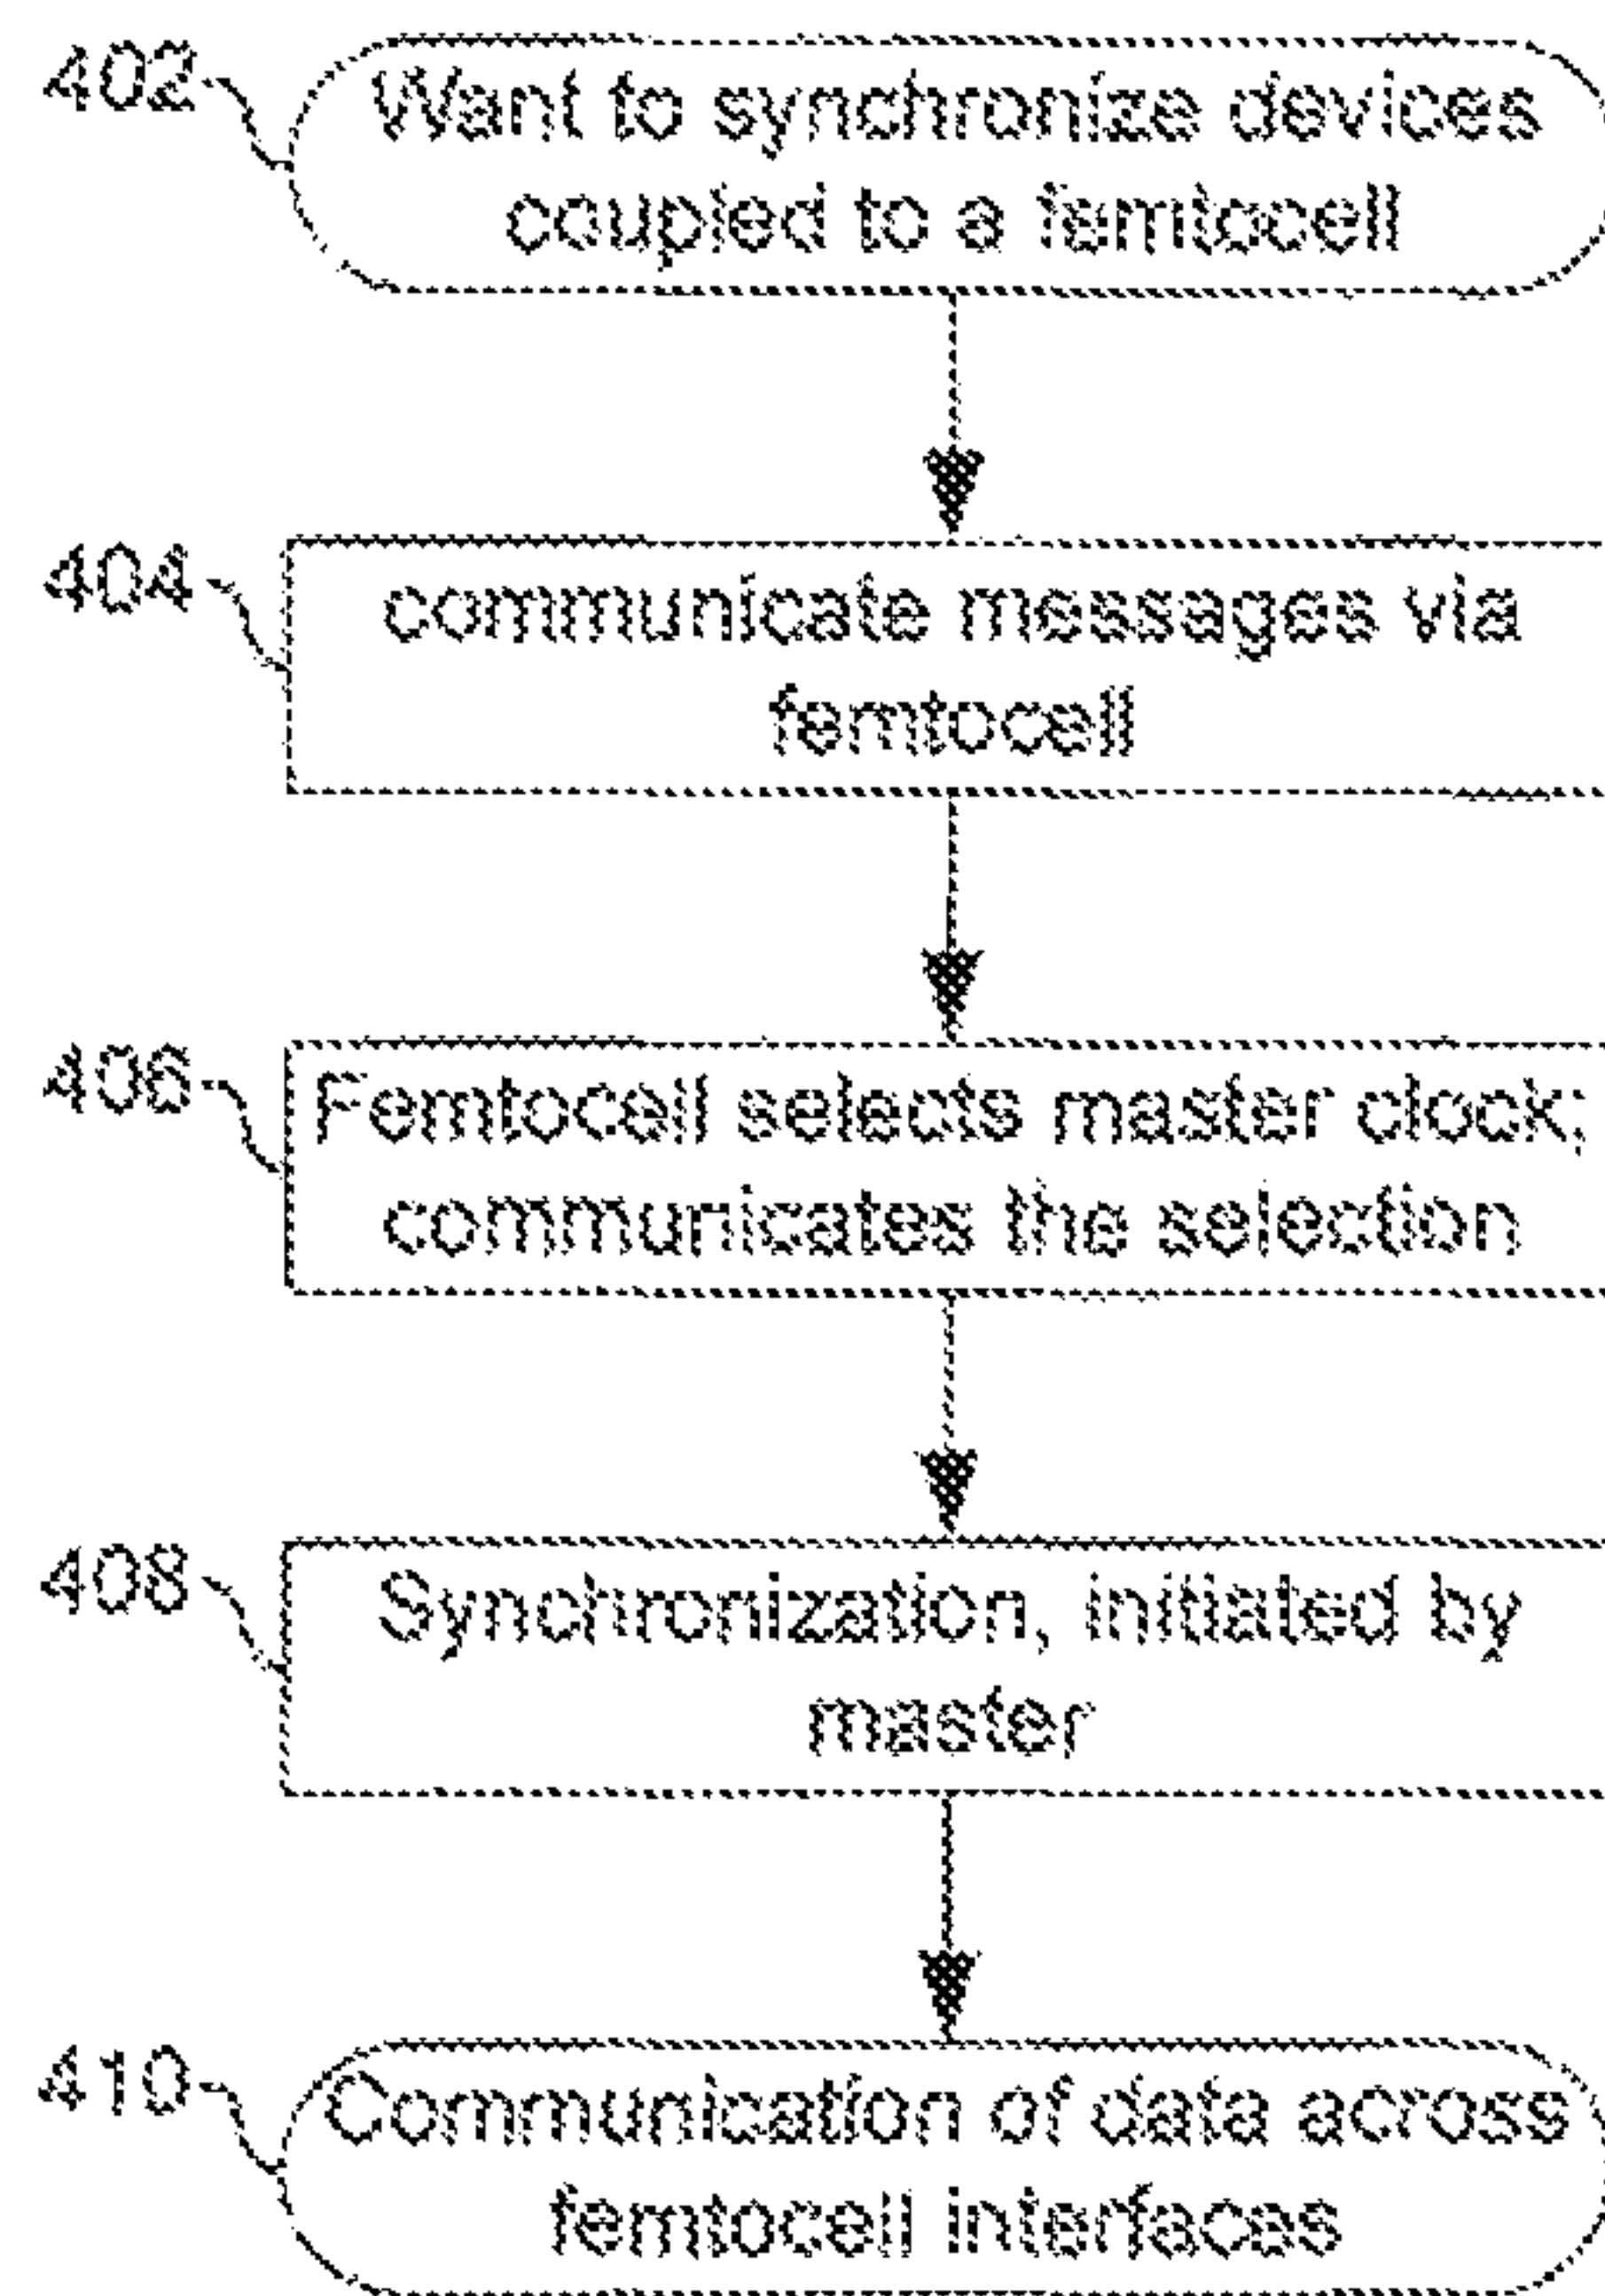 402
Want to synchronize devices
coupled to a femtocell
404
communicate messages via
femtocell
406
Femtocell selects master clock;
communicates the selection
408
Synchronization, initiated by
master
410
Communication of data across
femtocell interfaces